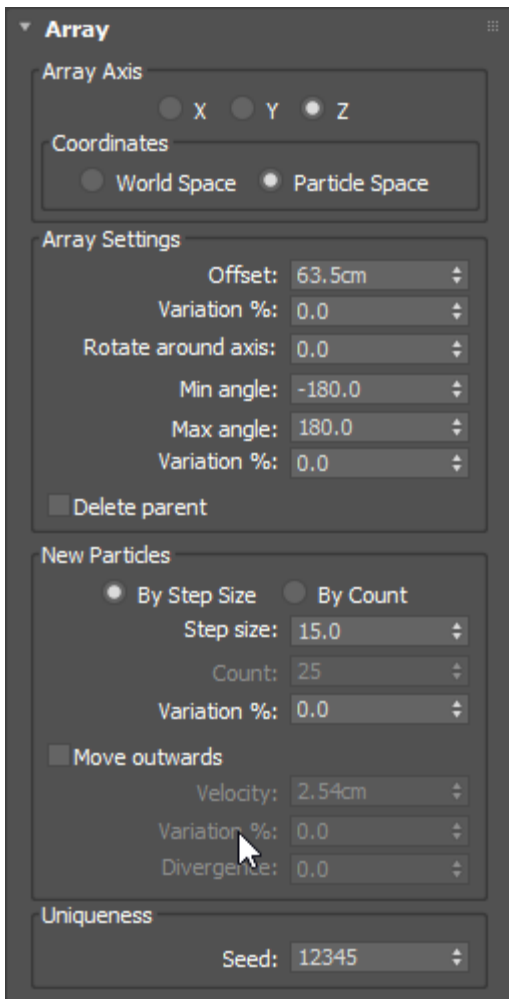 Array
Array Axis
X Y Z
Coordinates
World Space Particle Space
Array Settings
Offset: 63.5cm
Variation %: 0.0
Rotate around axis: 0.0
Min angle: -180.0
Max angle: 180.0
Variation %: 0.0
Delete parent
New Particles
By Step Size By Count
Step size: 15.0
Count: 25
Variation %: 0.0
Move outwards
Velocity: 2.54cm
Variation %: 0.0
Divergence: 0.0
Uniqueness
Seed: 12345